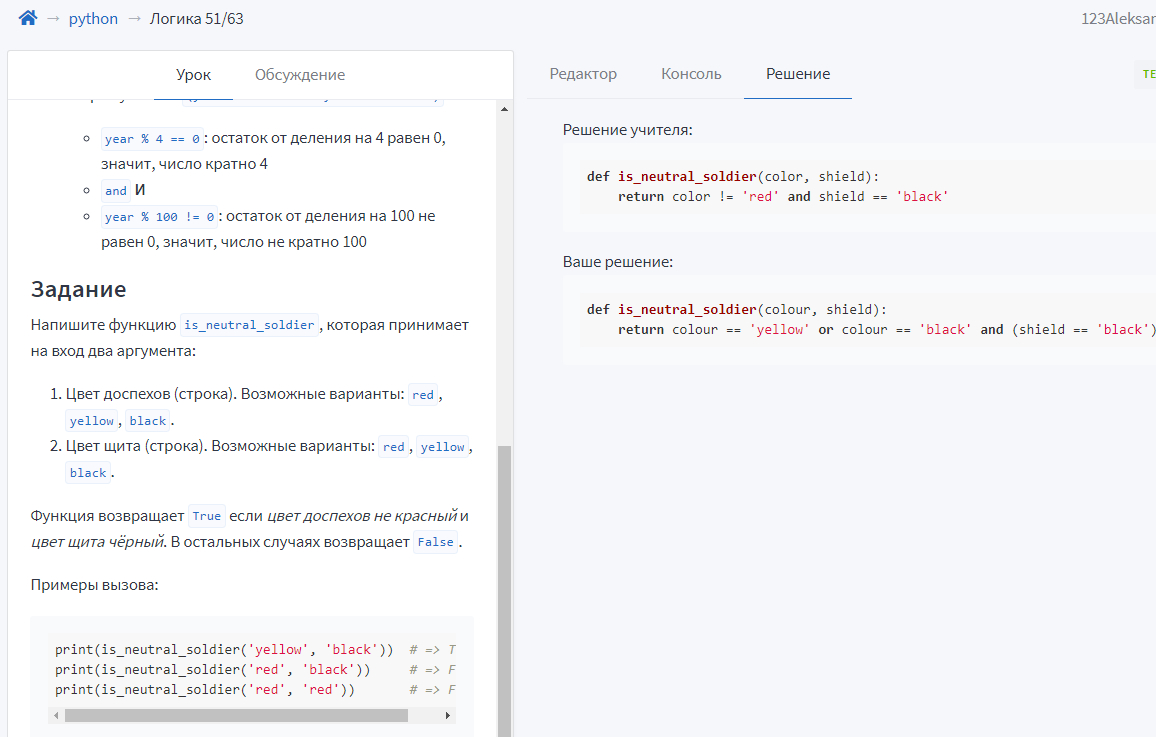 → python → Логика 51/63
123Aleksar
Урок Обсуждение
year % 4 == 0 : остаток от деления на 4 равен 0,
значит, число кратно 4
and И
year % 100 != 0 : остаток от деления на 100 не
равен 0, значит, число не кратно 100
Задание
Напишите функцию is_neutral_soldier , которая принимает
на вход два аргумента:
1. Цвет доспехов (строка). Возможные варианты: red ,
yellow , black .
2. Цвет щита (строка). Возможные варианты: red , yellow ,
black .
Функция возвращает True если цвет доспехов не красный и
цвет щита чёрный. В остальных случаях возвращает False .
Примеры вызова:
print(is_neutral_soldier('yellow', 'black')) # => T
print(is_neutral_soldier('red', 'black')) # => F
print(is_neutral_soldier('red', 'red')) # => F
Редактор Консоль Решение
TE
Решение учителя:
def is_neutral_soldier(color, shield):
return color != 'red' and shield == 'black'
Ваше решение:
def is_neutral_soldier(colour, shield):
return colour == 'yellow' or colour == 'black' and (shield == 'black')